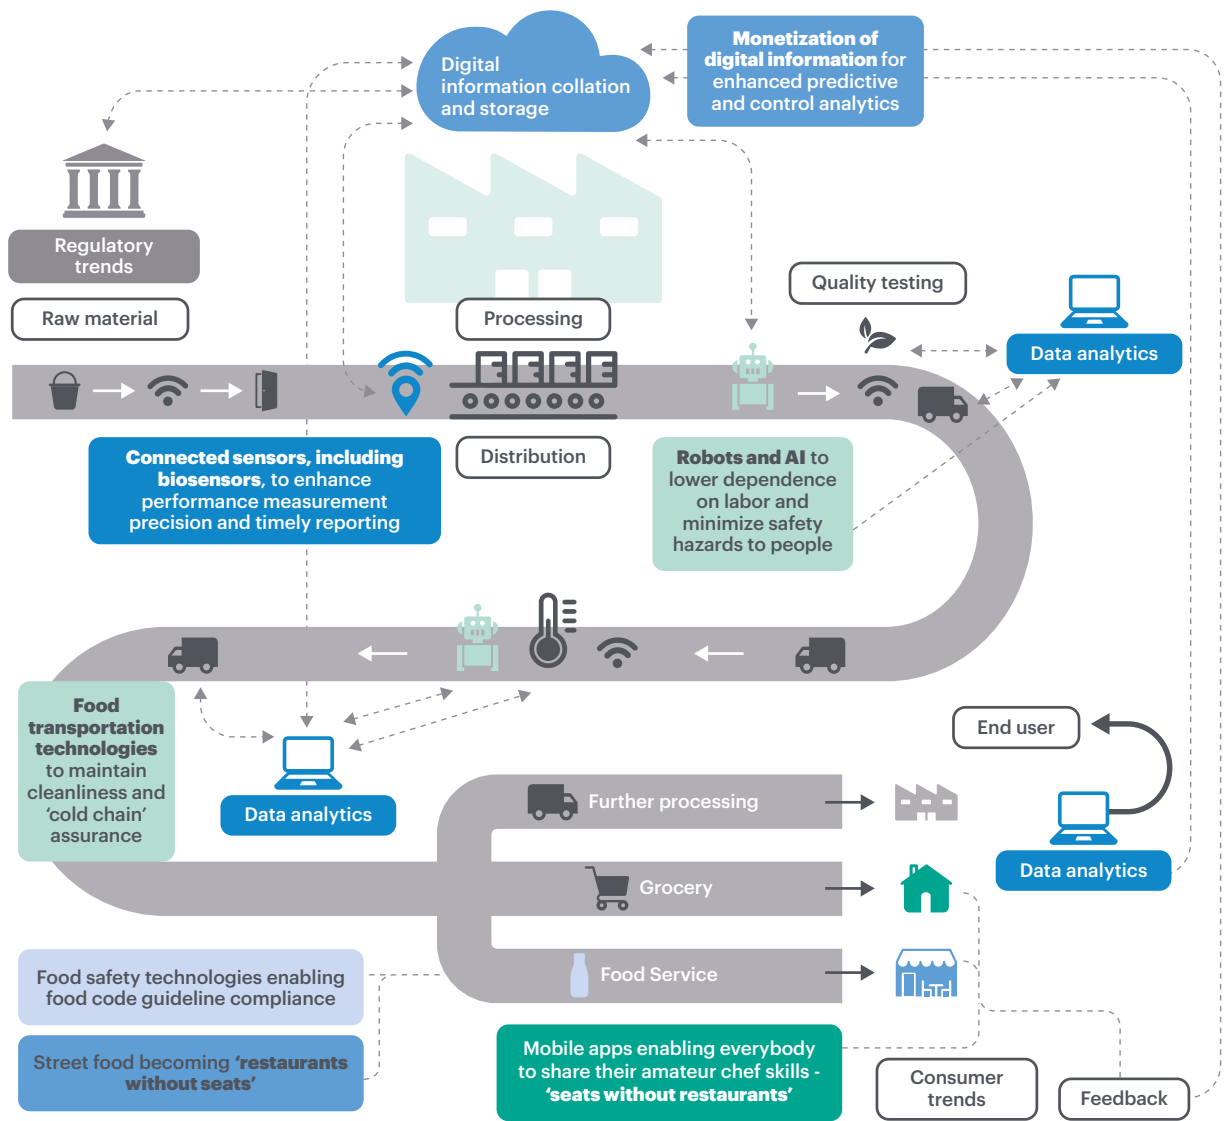 Digital
information collation
and storage
Monetization of
digital information for
enhanced predictive
and control analytics
Regulatory
trends
Raw material
Processing
Quality testing
Data analytics
Connected sensors, including
biosensors, to enhance
performance measurement
precision and timely reporting
Distribution
Robots and AI to
lower dependence
on labor and
minimize safety
hazards to people
Food
transportation
technologies
to maintain
cleanliness and
‘cold chain’
assurance
Data analytics
End user
Further processing
Data analytics
Grocery
Food Service
Food safety technologies enabling
food code guideline compliance
Street food becoming ‘restaurants
without seats’
Mobile apps enabling everybody
to share their amateur chef skills -
‘seats without restaurants’
Consumer
trends
Feedback